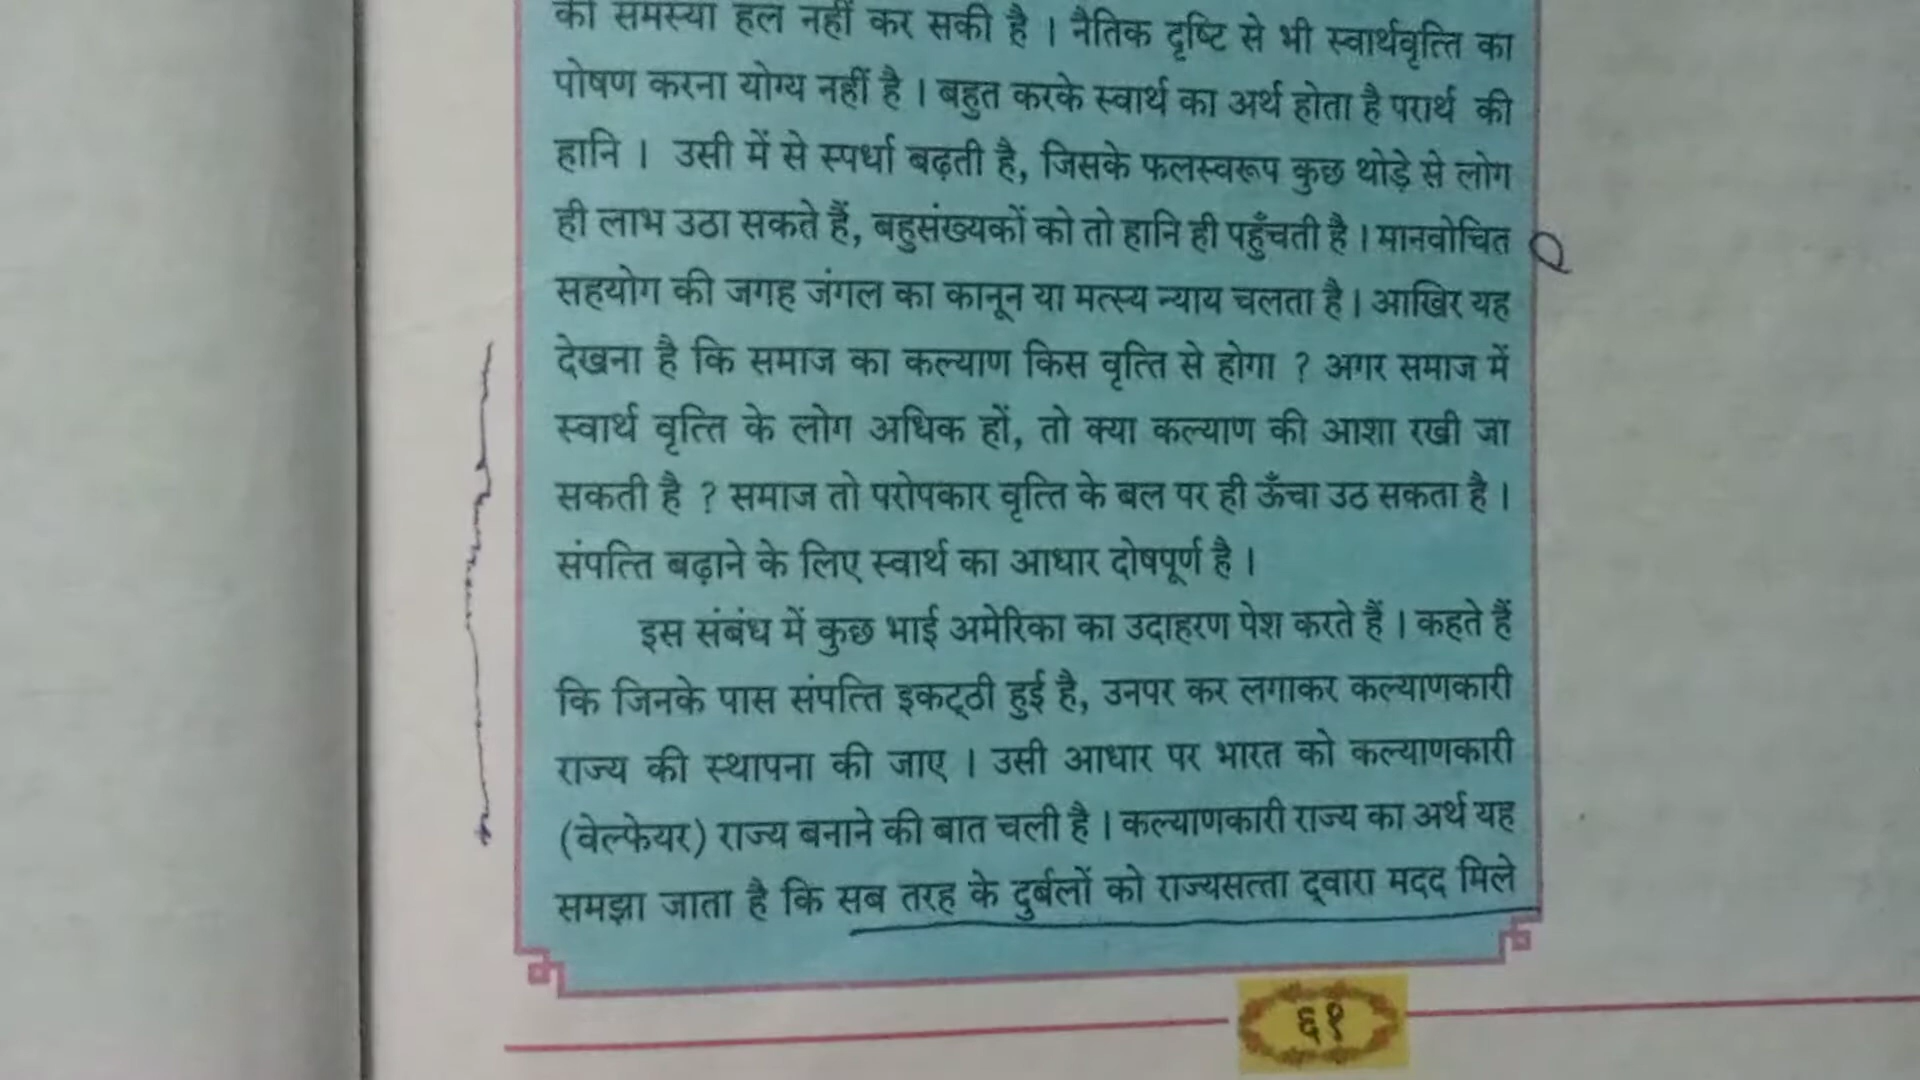 की समस्या हल नहीं कर सकी है । नैतिक दृष्टि से भी स्वार्थवृत्ति का
पोषण करना योग्य नहीं है । बहुत करके स्वार्थ का अर्थ होता है परार्थ की
हानि । उसी में से स्पर्धा बढ़ती है, जिसके फलस्वरूप कुछ थोड़े से लोग
ही लाभ उठा सकते हैं, बहुसंख्यकों को तो हानि ही पहुँचती है । मानवोचित
सहयोग की जगह जंगल का कानून या मत्स्य न्याय चलता है । आखिर यह
देखना है कि समाज का कल्याण किस वृत्ति से होगा ? अगर समाज में
स्वार्थ वृत्ति के लोग अधिक हों, तो क्या कल्याण की आशा रखी जा
सकती है ? समाज तो परोपकार वृत्ति के बल पर ही ऊँचा उठ सकता है ।
संपत्ति बढ़ाने के लिए स्वार्थ का आधार दोषपूर्ण है ।
इस संबंध में कुछ भाई अमेरिका का उदाहरण पेश करते हैं । कहते हैं
कि जिनके पास संपत्ति इकट्ठी हुई है, उनपर कर लगाकर कल्याणकारी
राज्य की स्थापना की जाए । उसी आधार पर भारत को कल्याणकारी
(वेल्फेयर) राज्य बनाने की बात चली है । कल्याणकारी राज्य का अर्थ यह
समझा जाता है कि सब तरह के दुर्बलों को राज्यसत्ता द्वारा मदद मिले
६१